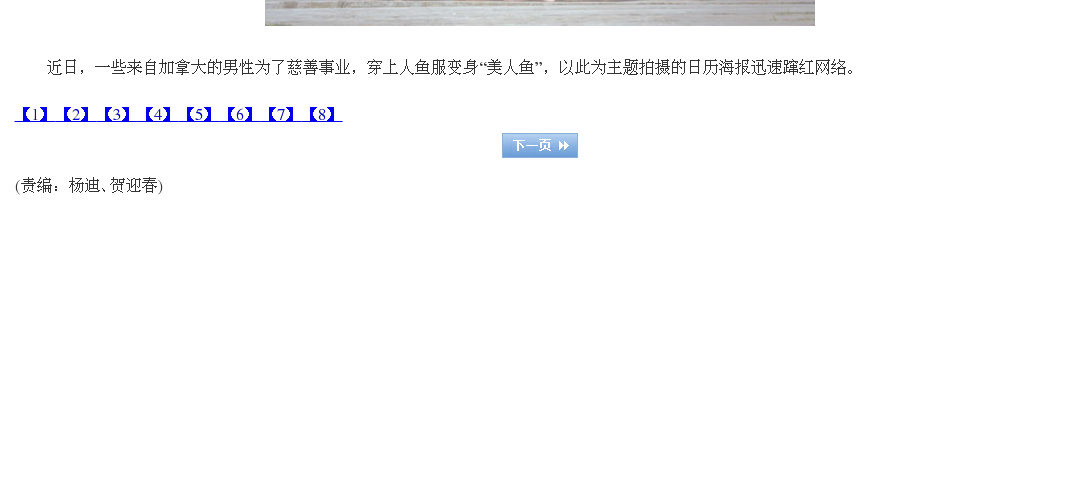 近日，一些来自加拿大的男性为了慈善事业，穿上人鱼服变身“美人鱼”，以此为主题拍摄的日历海报迅速蹿红网络。
【1】 【2】 【3】 【4】 【5】 【6】 【7】 【8】
下一页
(责编：杨迪、贺迎春)